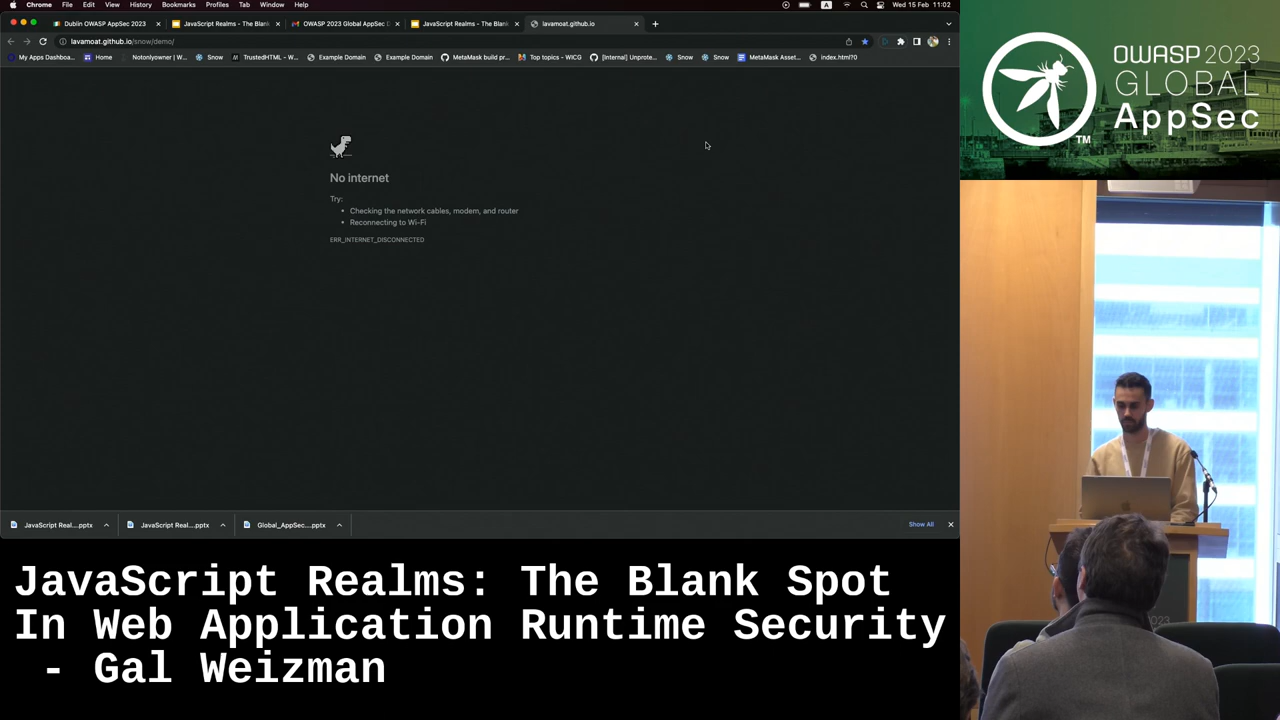 Chrome File Edit View History Bookmarks Profiles Tab Window Help
A Wed 15 Feb 11:02
Dublin OWASP AppSec 2023
JavaScript Realms - The Blank
OWASP 2023 Global AppSec D
JavaScript Realms - The Blank
lavamoat.github.io
lavamoat.github.io/snow/demo/
My Apps Dashboa... Home Notonlyowner | W... Snow TrustedHTML - W... Example Domain Example Domain MetaMask build pr... Top topics - WICG [Internal] Unprote... Snow Snow MetaMask Asset... index.html?0
No internet
Try:
• Checking the network cables, modem, and router
• Reconnecting to Wi-Fi
ERR_INTERNET_DISCONNECTED
JavaScript Real....pptx JavaScript Real....pptx Global_AppSec....pptx Show All
OWASP 2023
GLOBAL
AppSec
TM
JavaScript Realms: The Blank Spot
In Web Application Runtime Security
- Gal Weizman